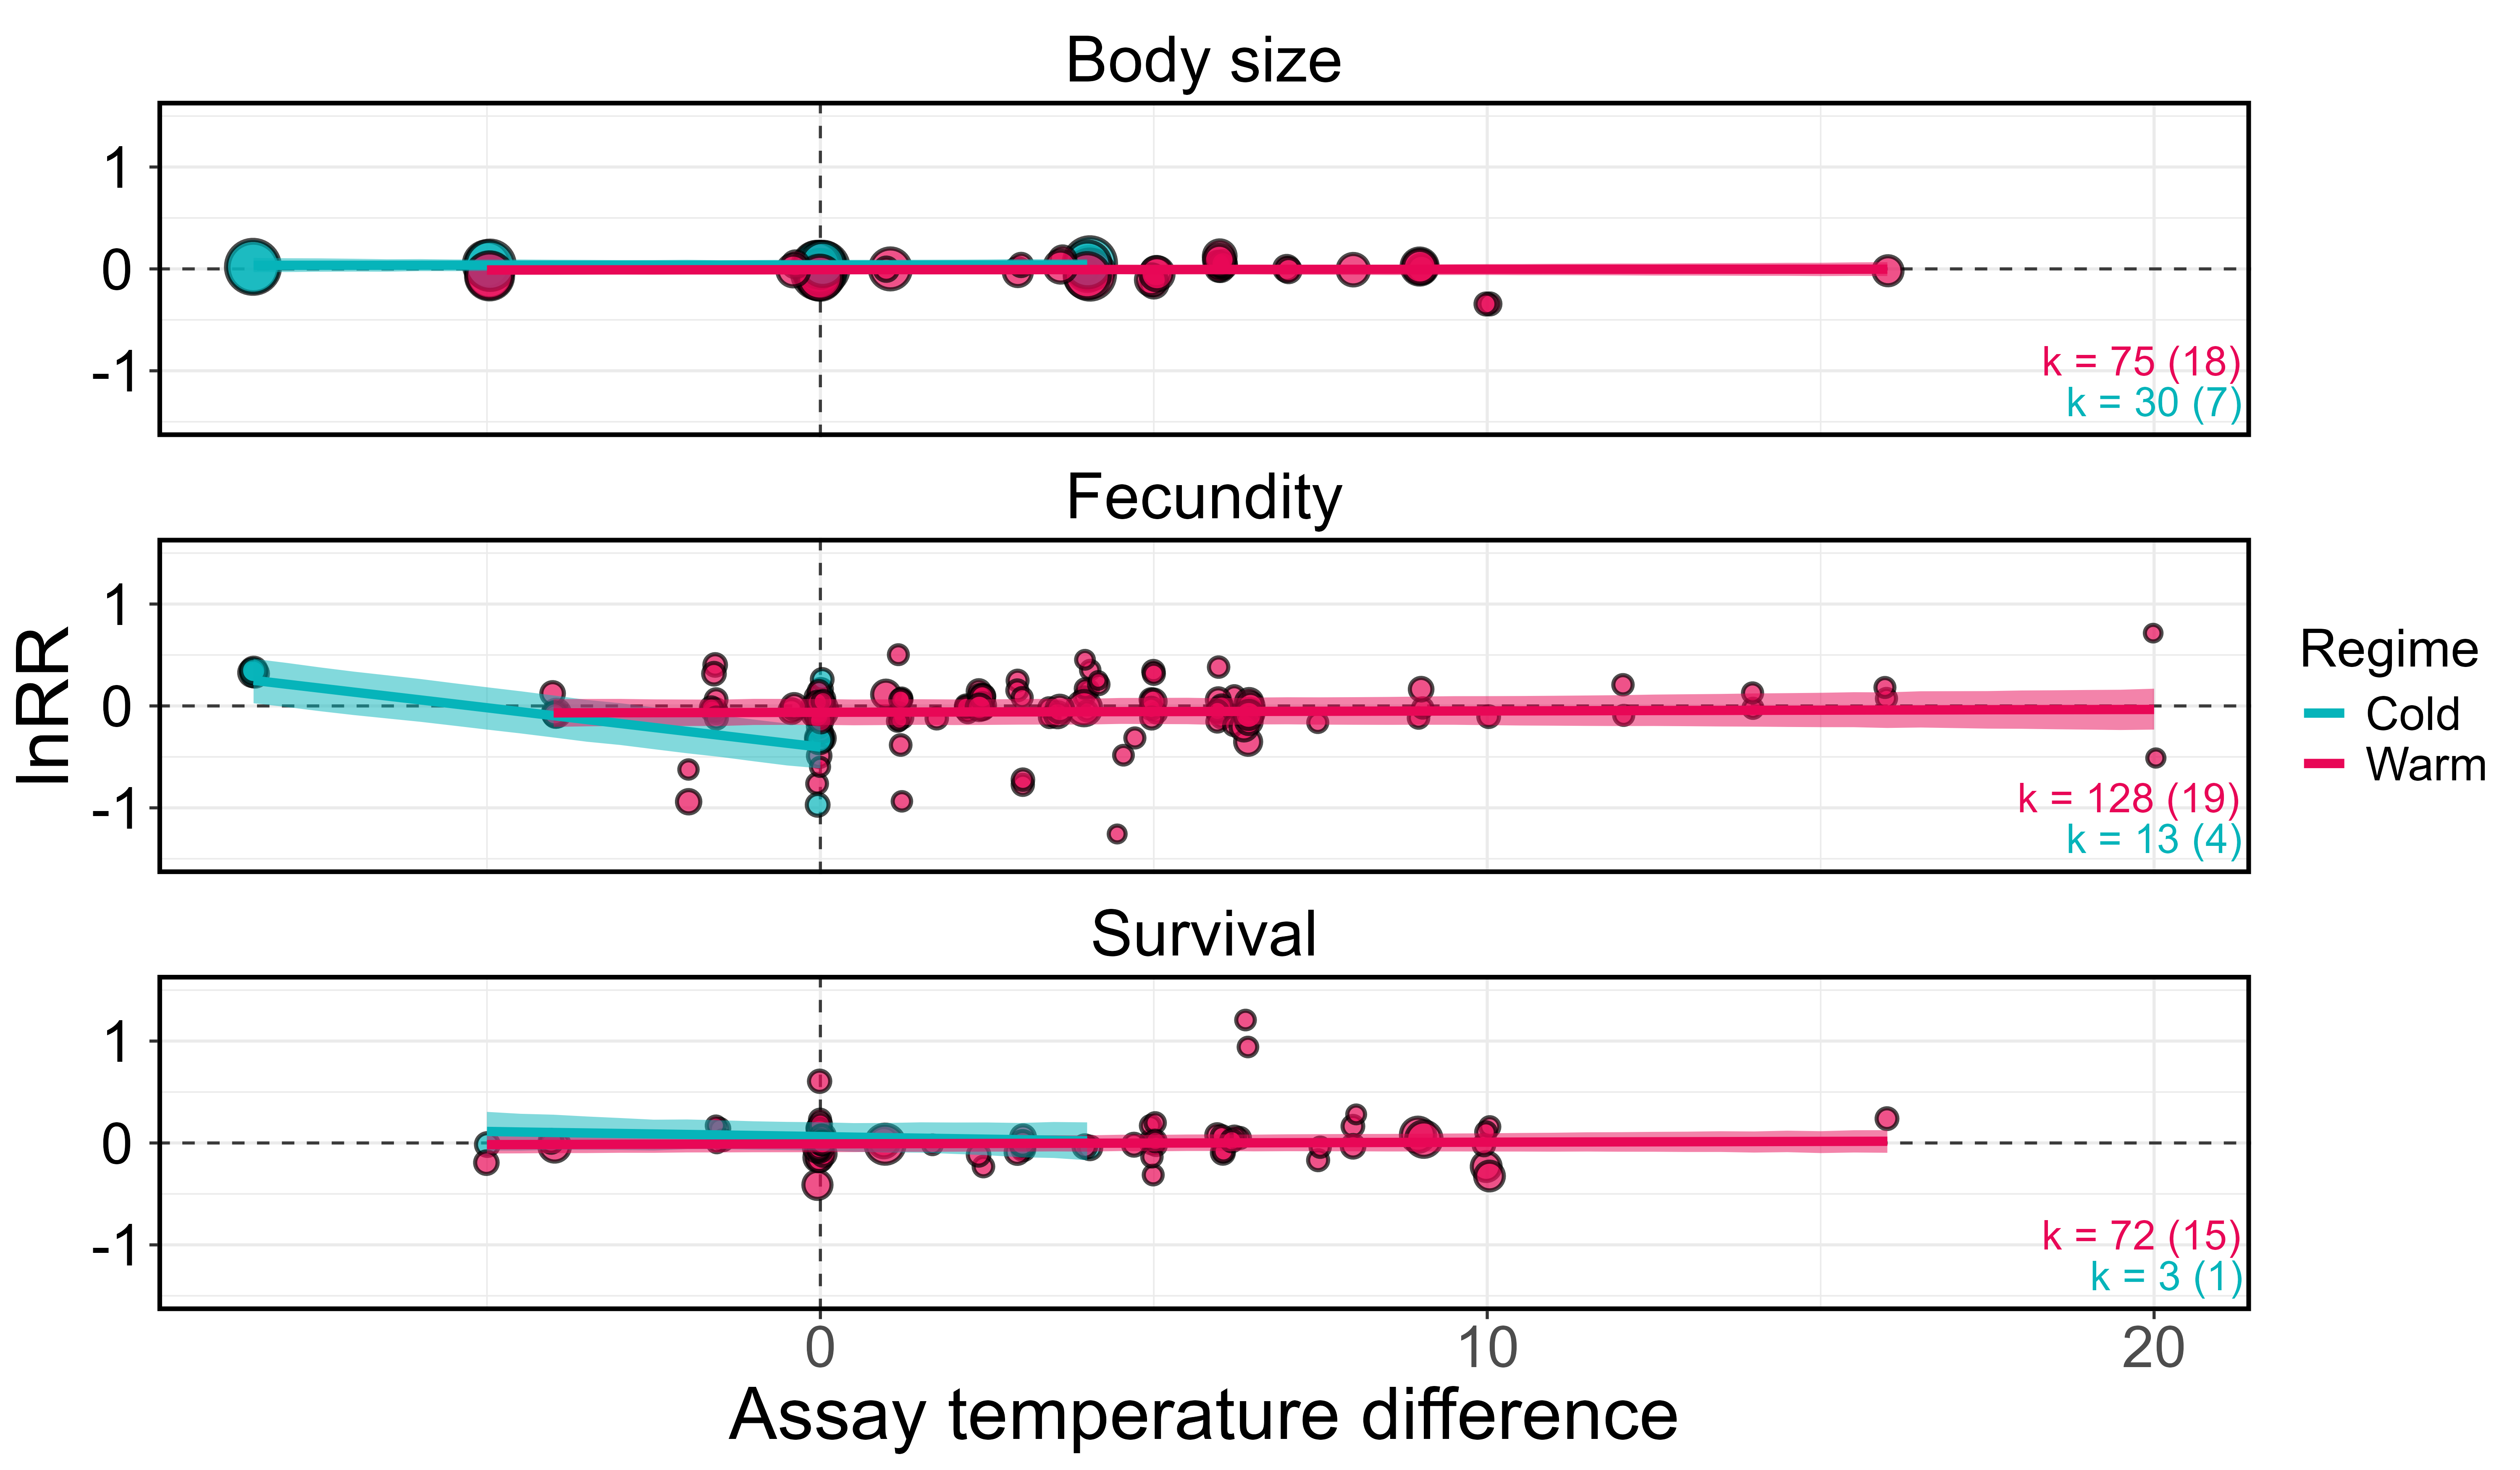 Body size
1
0
-1
k = 75 (18)
k = 30 (7)
Fecundity
1
0
-1
k = 128 (19)
k = 13 (4)
Survival
1
0
-1
k = 72 (15)
k = 3 (1)
0 10 20
Assay temperature difference
lnRR
Regime
Cold
Warm